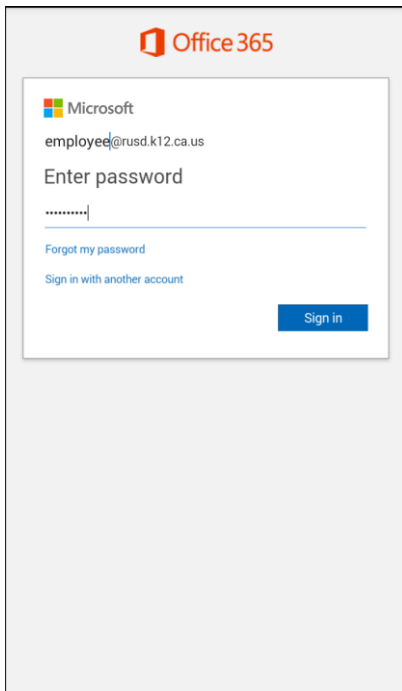 Office 365
Microsoft
employee@rusd.k12.ca.us
Enter password
••••••••••
Forgot my password
Sign in with another account
Sign in